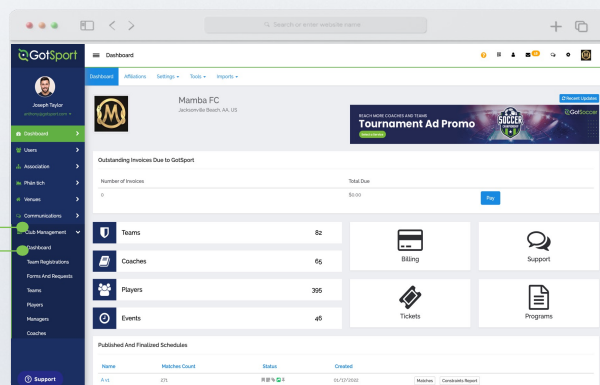 Search or enter website name
GotSport
Dashboard
Joseph Taylor
Dashboard
Affiliations
Settings
Tools
Imports
Mamba FC
Jacksonville Beach, AA, US
Recent Updates
REACH MORE COACHES AND TEAMS
Tournament Ad Promo
SOCCER
GotSoccer
Dashboard
Users
Association
Phân tích
Venues
Communications
Club Management
Dashboard
Team Registrations
Forms And Requests
Teams
Players
Managers
Coaches
Support
Outstanding Invoices Due to GotSport
Number of Invoices
Total Due
0
$0.00
Pay
Teams
82
Coaches
65
Players
395
Events
46
Billing
Support
Tickets
Programs
Published And Finalized Schedules
Name
Matches Count
Status
Created
271
01/17/2022
Matches
Constraints Report